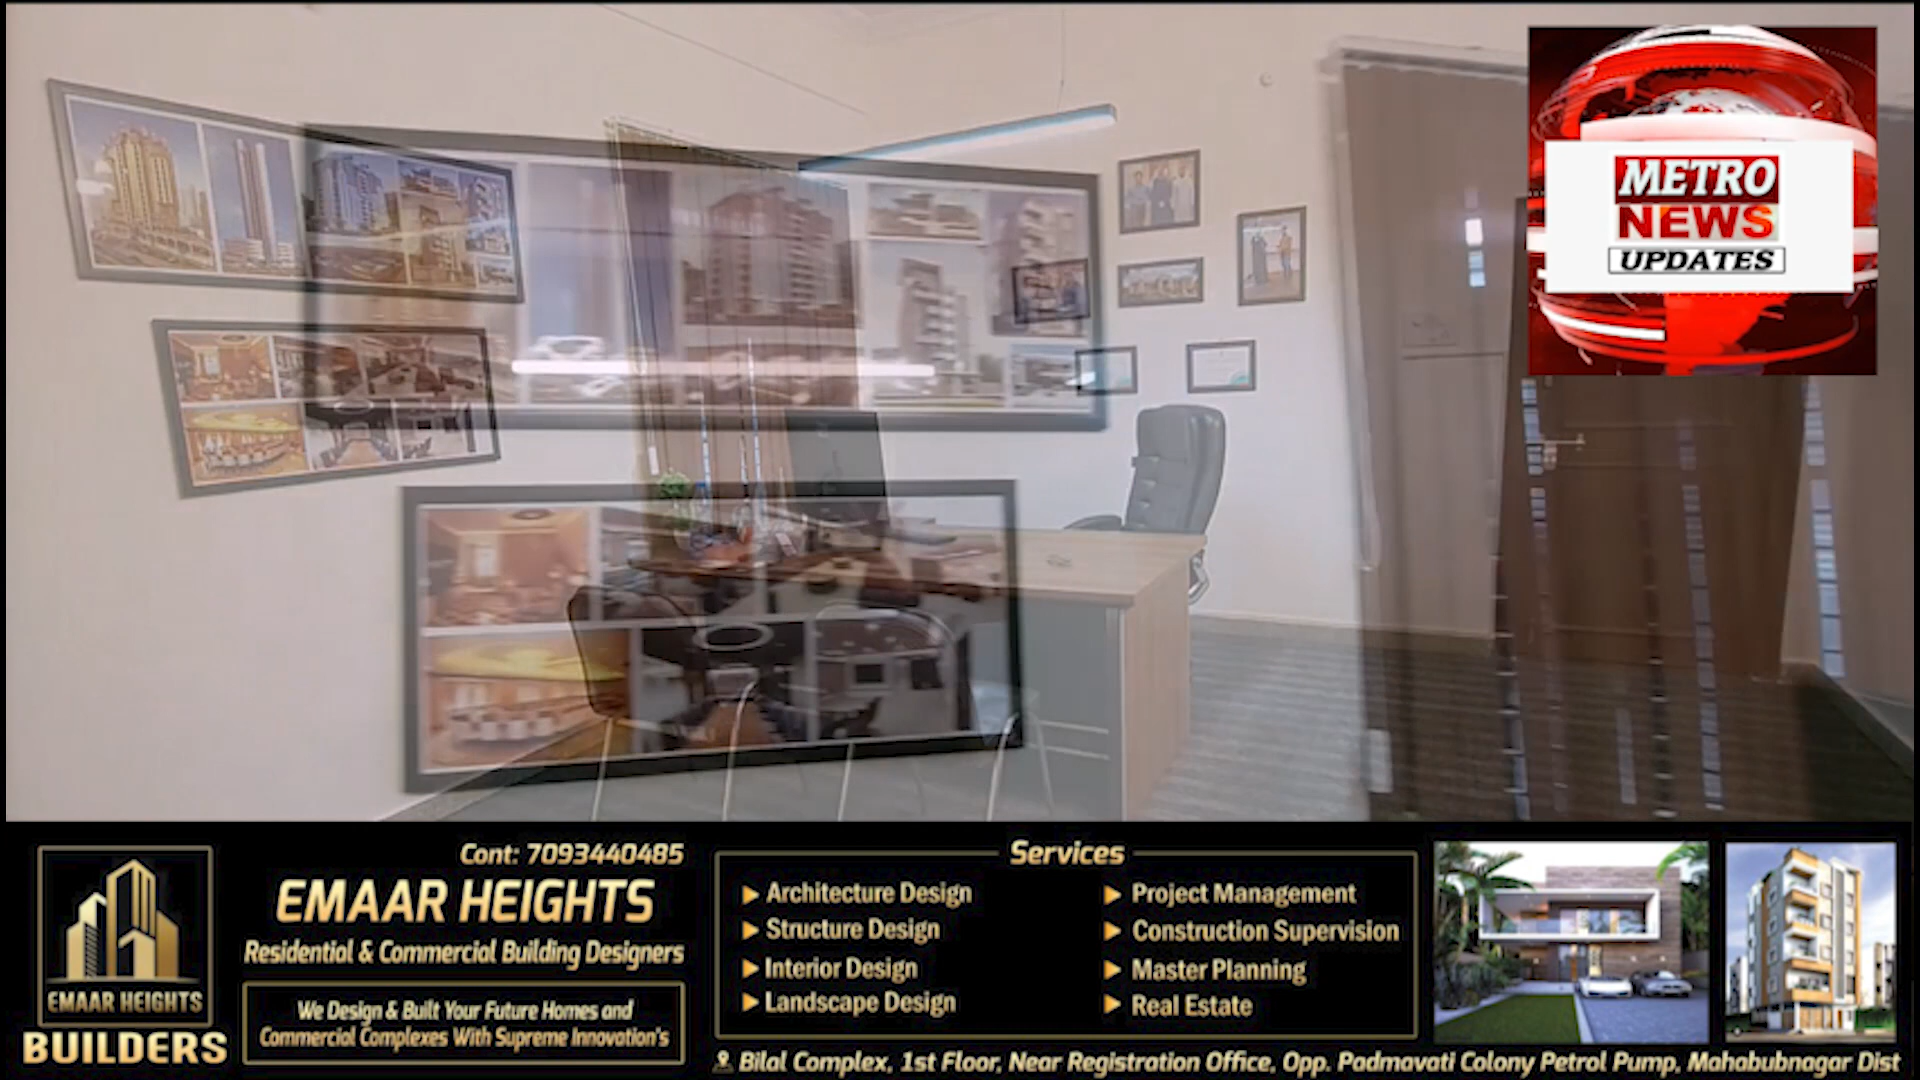 METRO
NEWS
UPDATES
Cont: 7093440485
EMAAR HEIGHTS
Residential & Commercial Building Designers
We Design & Built Your Future Homes and
Commercial Complexes With Supreme Innovation's
EMAAR HEIGHTS
BUILDERS
Services
Architecture Design
Structure Design
Interior Design
Landscape Design
Project Management
Construction Supervision
Master Planning
Real Estate
Bilal Complex, 1st Floor, Near Registration Office, Opp. Padmavati Colony Petrol Pump, Mahabubnagar Dist